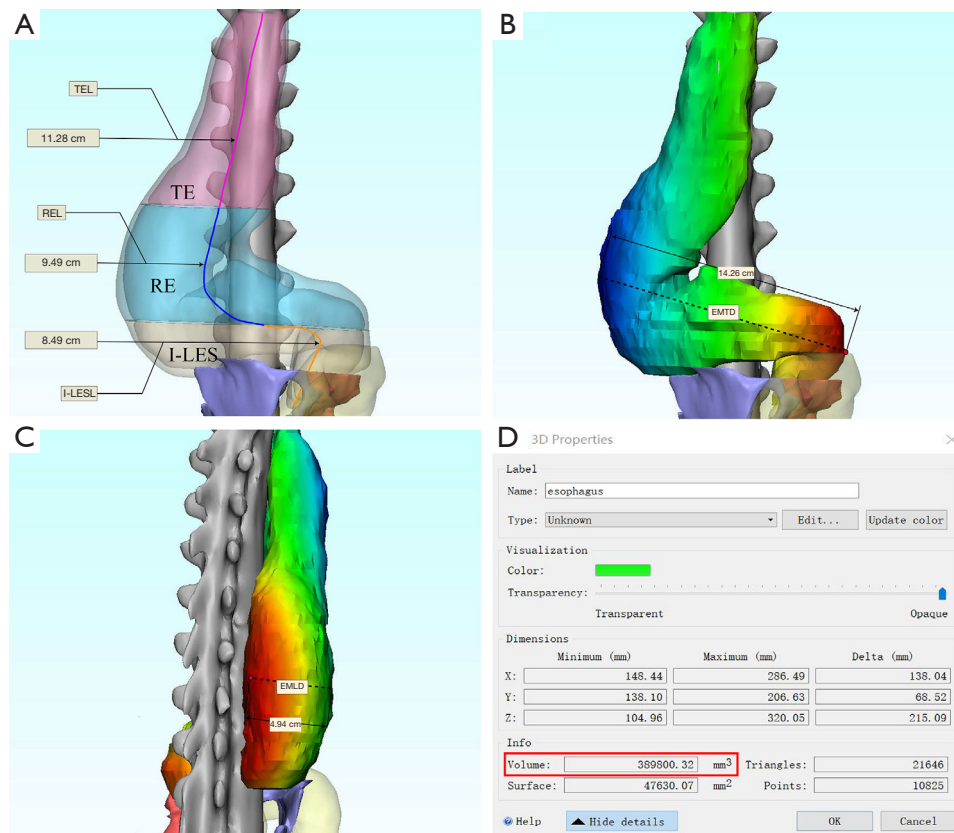 A
TEL
11.28 cm
TE
REL
9.49 cm
RE
8.49 cm
I-LES
I-LESL
B
14.26 cm
EMTD
C
EMLD
4.94 cm
D
3D Properties
Label
Name: esophagus
Type: Unknown Edit... Update color
Visualization
Color:
Transparency:
Transparent Opaque
Dimensions
Minimum (mm) Maximum (mm) Delta (mm)
X: 148.44 286.49 138.04
Y: 138.10 206.63 68.52
Z: 104.96 320.05 215.09
Info
Volume: 389800.32 mm3 Triangles: 21646
Surface: 47630.07 mm2 Points: 10825
Help Hide details OK Cancel